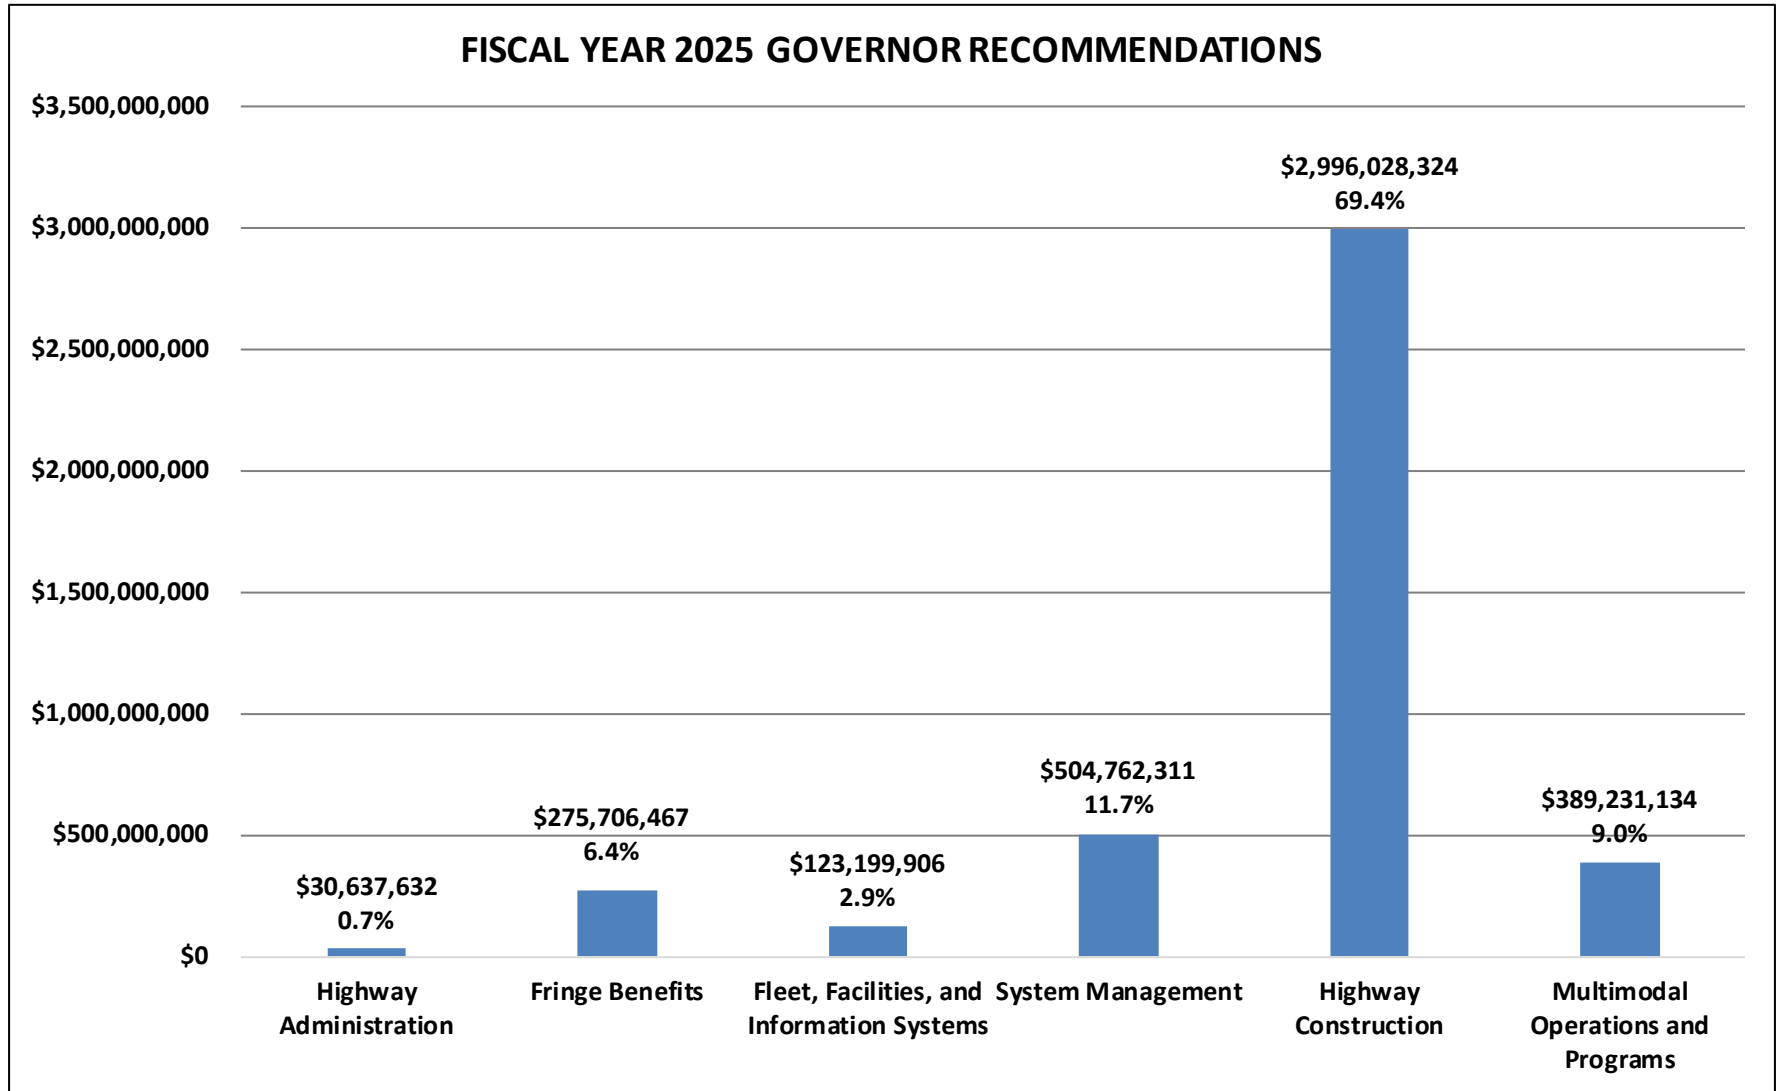 FISCAL YEAR 2025 GOVERNOR RECOMMENDATIONS
$3,500,000,000
$3,000,000,000
$2,500,000,000
$2,000,000,000
$1,500,000,000
$1,000,000,000
$500,000,000
$0
$30,637,632
0.7%
$275,706,467
6.4%
$123,199,906
2.9%
$504,762,311
11.7%
$2,996,028,324
69.4%
$389,231,134
9.0%
Highway
Administration
Fringe Benefits
Fleet, Facilities, and
Information Systems
System Management
Highway
Construction
Multimodal
Operations and
Programs